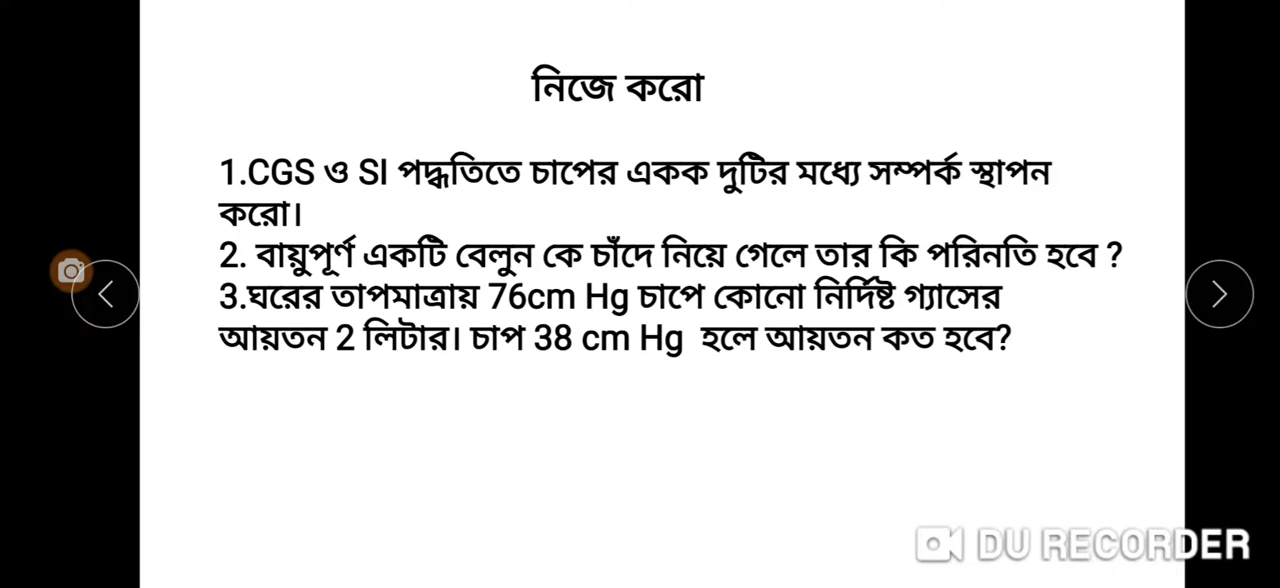 নিজে করো
1.CGS ও SI পদ্ধতিতে চাপের একক দুটির মধ্যে সম্পর্ক স্থাপন
করো।
2. বায়ুপূর্ণ একটি বেলুন কে চাঁদে নিয়ে গেলে তার কি পরিনতি হবে ?
3.ঘরের তাপমাত্রায় 76cm Hg চাপে কোনো নির্দিষ্ট গ্যাসের
আয়তন 2 লিটার। চাপ 38 cm Hg হলে আয়তন কত হবে?
DU RECORDER